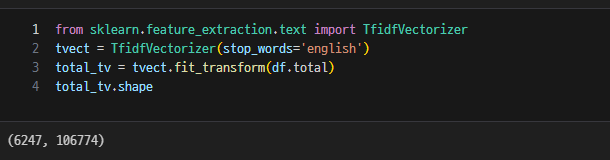 1 from sklearn.feature_extraction.text import TfidfVectorizer
2 tvect = TfidfVectorizer(stop_words='english')
3 total_tv = tvect.fit_transform(df.total)
4 total_tv.shape
(6247, 106774)